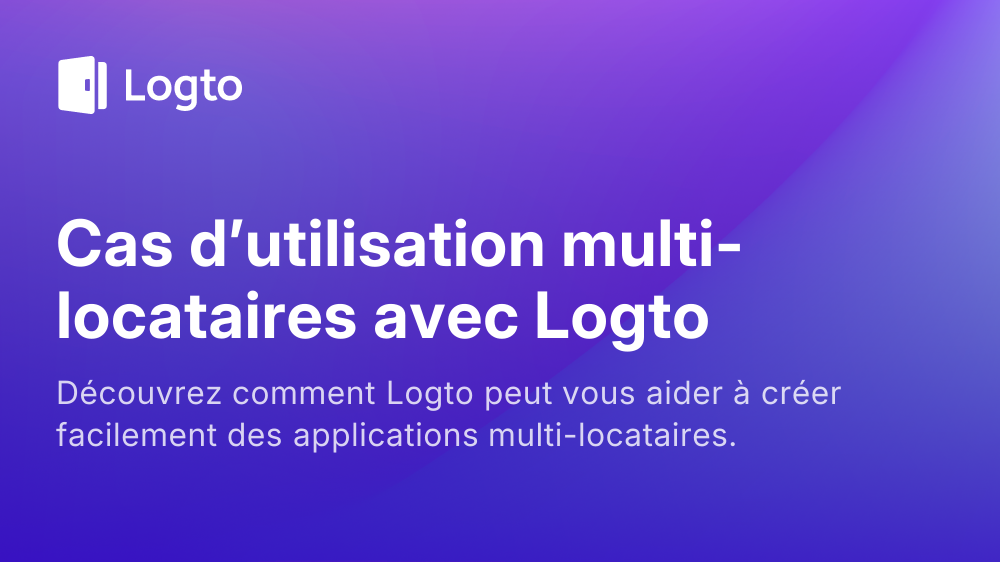 Logto
Cas d’utilisation multi-
locataires avec Logto
Découvrez comment Logto peut vous aider à créer
facilement des applications multi-locataires.